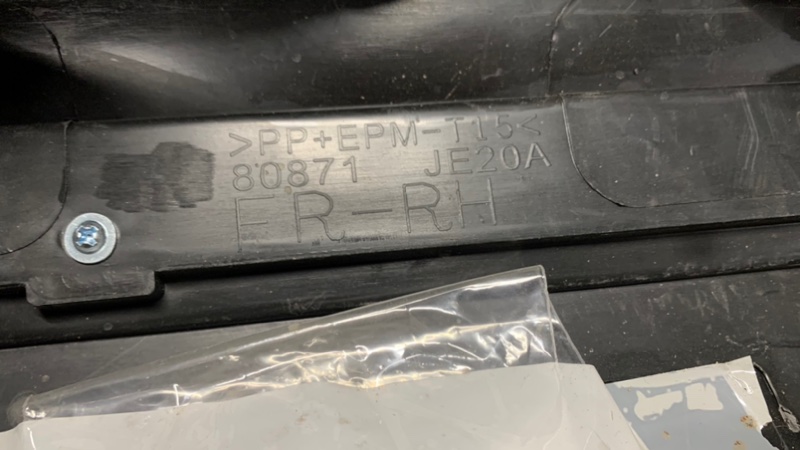 >PP+EPM-T15<
80871 JE20A
FR-RH